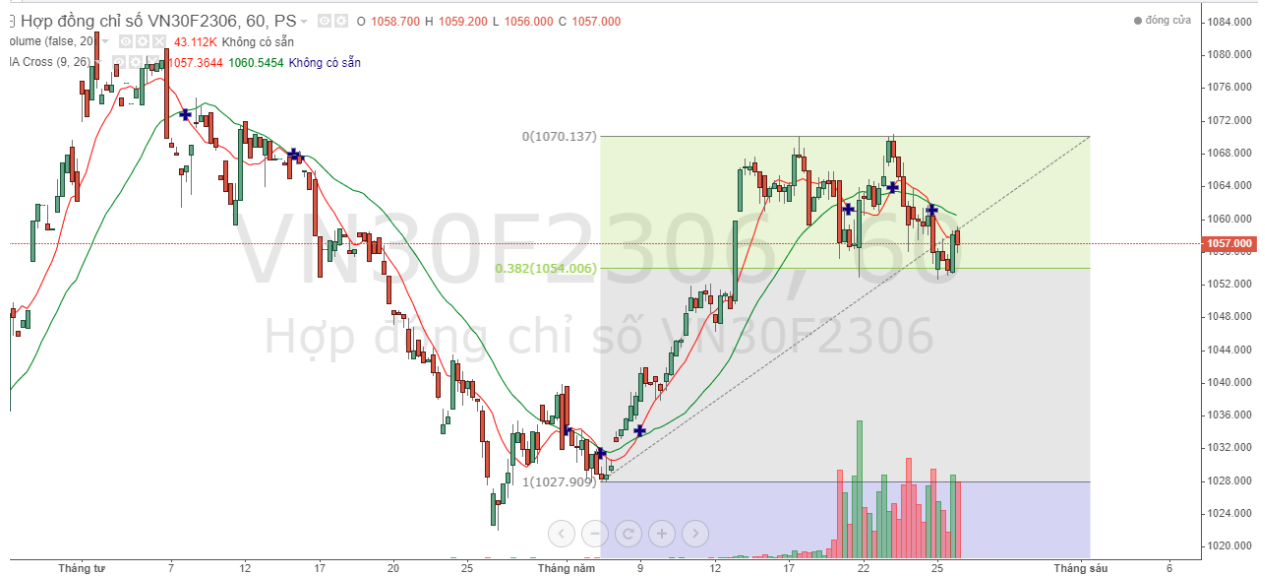 Hợp đồng chỉ số VN30F2306, 60, PS O 1058.700 H 1059.200 L 1056.000 C 1057.000
đóng cửa
olume (false, 20) 43.112K Không có sẵn
IA Cross (9, 26) 1057.3644 1060.5454 Không có sẵn
1084.000
1080.000
1076.000
1072.000
0(1070.137)
1068.000
1064.000
1060.000
VN30F2306, 60
1057.000
0.382(1054.006)
1052.000
1048.000
Hợp đồng chỉ số VN30F2306
1044.000
1040.000
1036.000
1032.000
1(1027.909)
1028.000
1024.000
1020.000
Tháng tư 7 12 17 20 25 Tháng năm 9 12 17 22 25 Tháng sáu 6